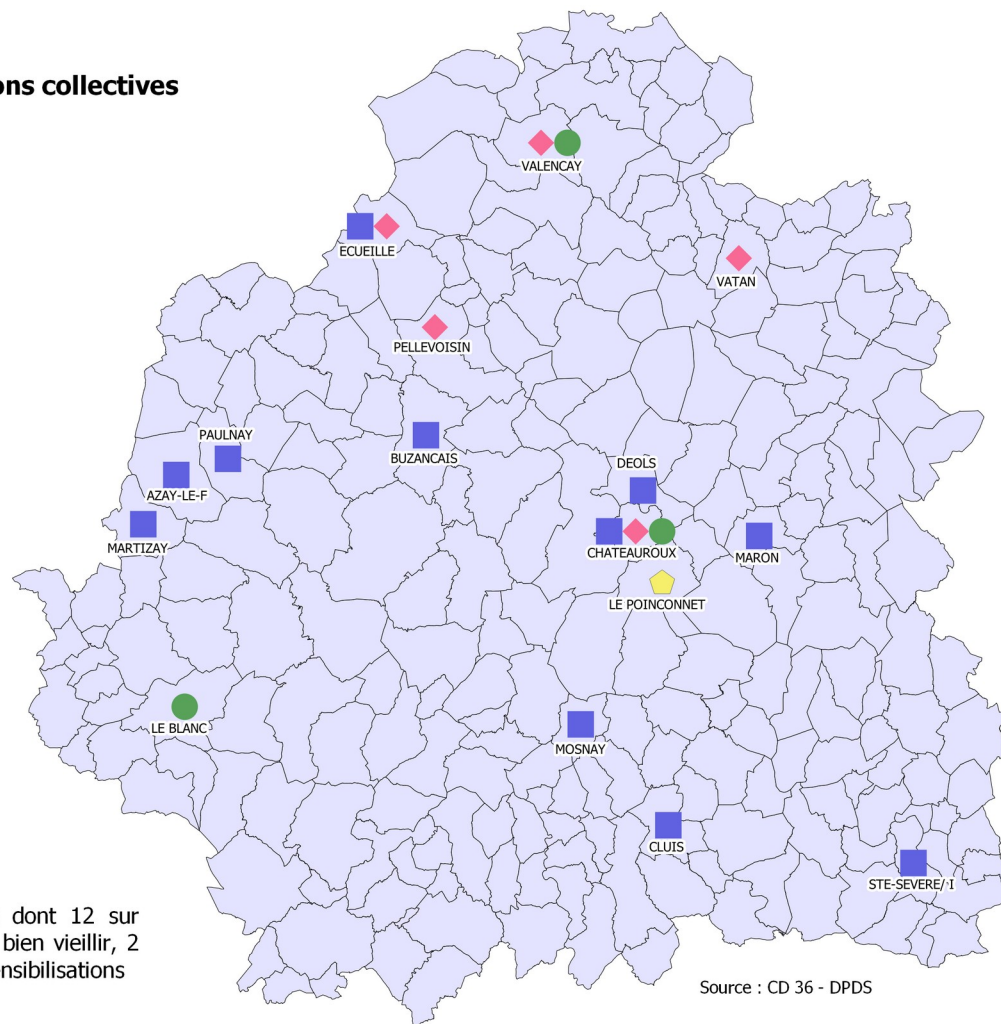 ons collectives
VALENCAY
ECUEILLE
VATAN
PELLEVOISIN
PAULNAY
BUZANCAIS
DEOLS
AZAY-LE-F
MARTIZAY
CHATEAUROUX
MARON
LE POINCONNET
LE BLANC
MOSNAY
CLUIS
STE-SEVERE/ I
dont 12 sur
bien vieillir, 2
nsibilisations
Source : CD 36 - DPDS